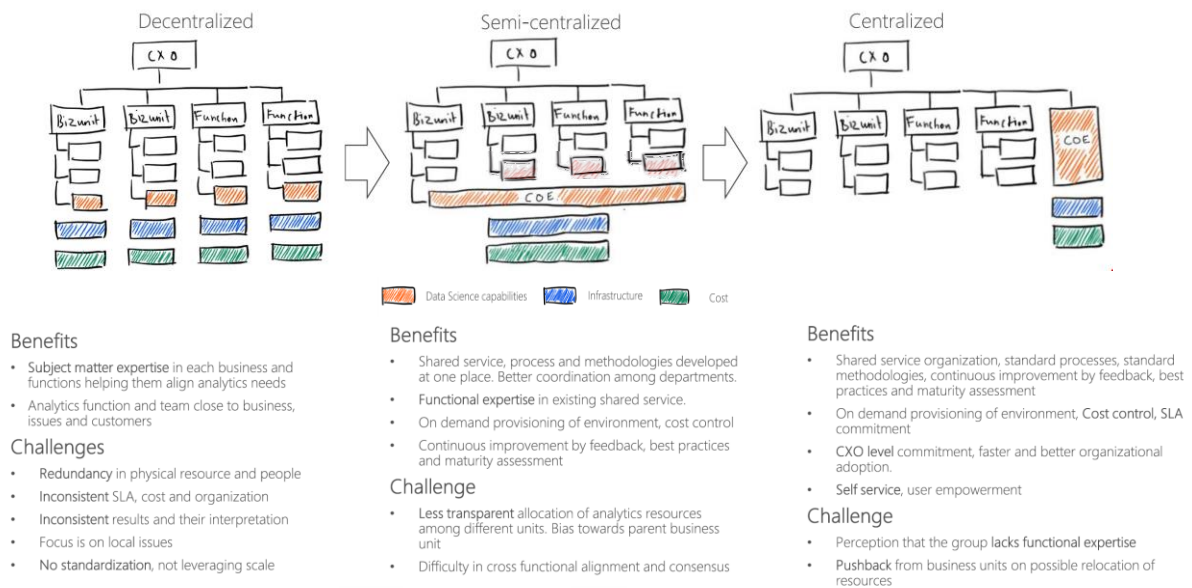 Decentralized
Semi-centralized
Centralized
CXO
Bizunit
Bizunit
Function
Function
CXO
Bizunit
Bizunit
Function
Function
COE
CXO
Bizunit
Bizunit
Function
Function
COE
Data Science capabilities
Infrastructure
Cost
Benefits
• Subject matter expertise in each business and
functions helping them align analytics needs
• Analytics function and team close to business,
issues and customers
Challenges
• Redundancy in physical resource and people
• Inconsistent SLA, cost and organization
• Inconsistent results and their interpretation
• Focus is on local issues
• No standardization, not leveraging scale
Benefits
• Shared service, process and methodologies developed
at one place. Better coordination among departments.
• Functional expertise in existing shared service.
• On demand provisioning of environment, cost control
• Continuous improvement by feedback, best practices
and maturity assessment
Challenge
• Less transparent allocation of analytics resources
among different units. Bias towards parent business
unit
• Difficulty in cross functional alignment and consensus
Benefits
• Shared service organization, standard processes, standard
methodologies, continuous improvement by feedback, best
practices and maturity assessment
• On demand provisioning of environment, Cost control, SLA
commitment
• CXO level commitment, faster and better organizational
adoption.
• Self service, user empowerment
Challenge
• Perception that the group lacks functional expertise
• Pushback from business units on possible relocation of
resources